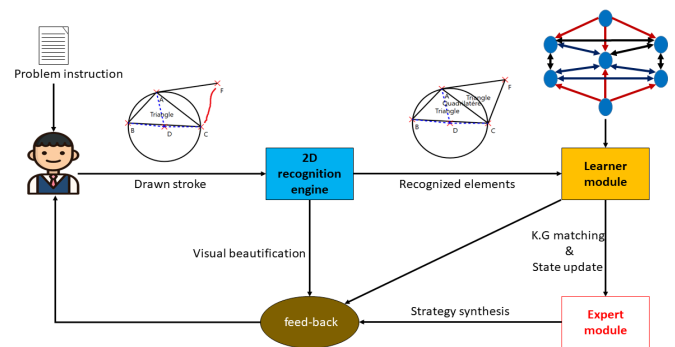 Problem instruction
A
F
Triangle
B
D
C
Drawn stroke
2D
recognition
engine
A
Triangle
F
Quadrilatère
Triangle
B
D
C
Recognized elements
Learner
module
Visual beautification
K.G matching
&
State update
feed-back
Strategy synthesis
Expert
module